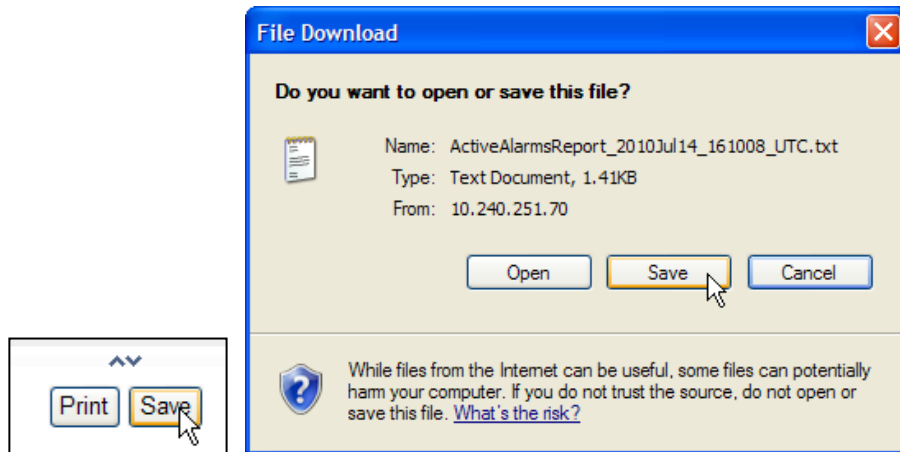 File Download
Do you want to open or save this file?
Name: ActiveAlarmsReport_2010Jul14_161008_UTC.txt
Type: Text Document, 1.41KB
From: 10.240.251.70
Open Save Cancel
While files from the Internet can be useful, some files can potentially
harm your computer. If you do not trust the source, do not open or
save this file. What's the risk?
Print Save